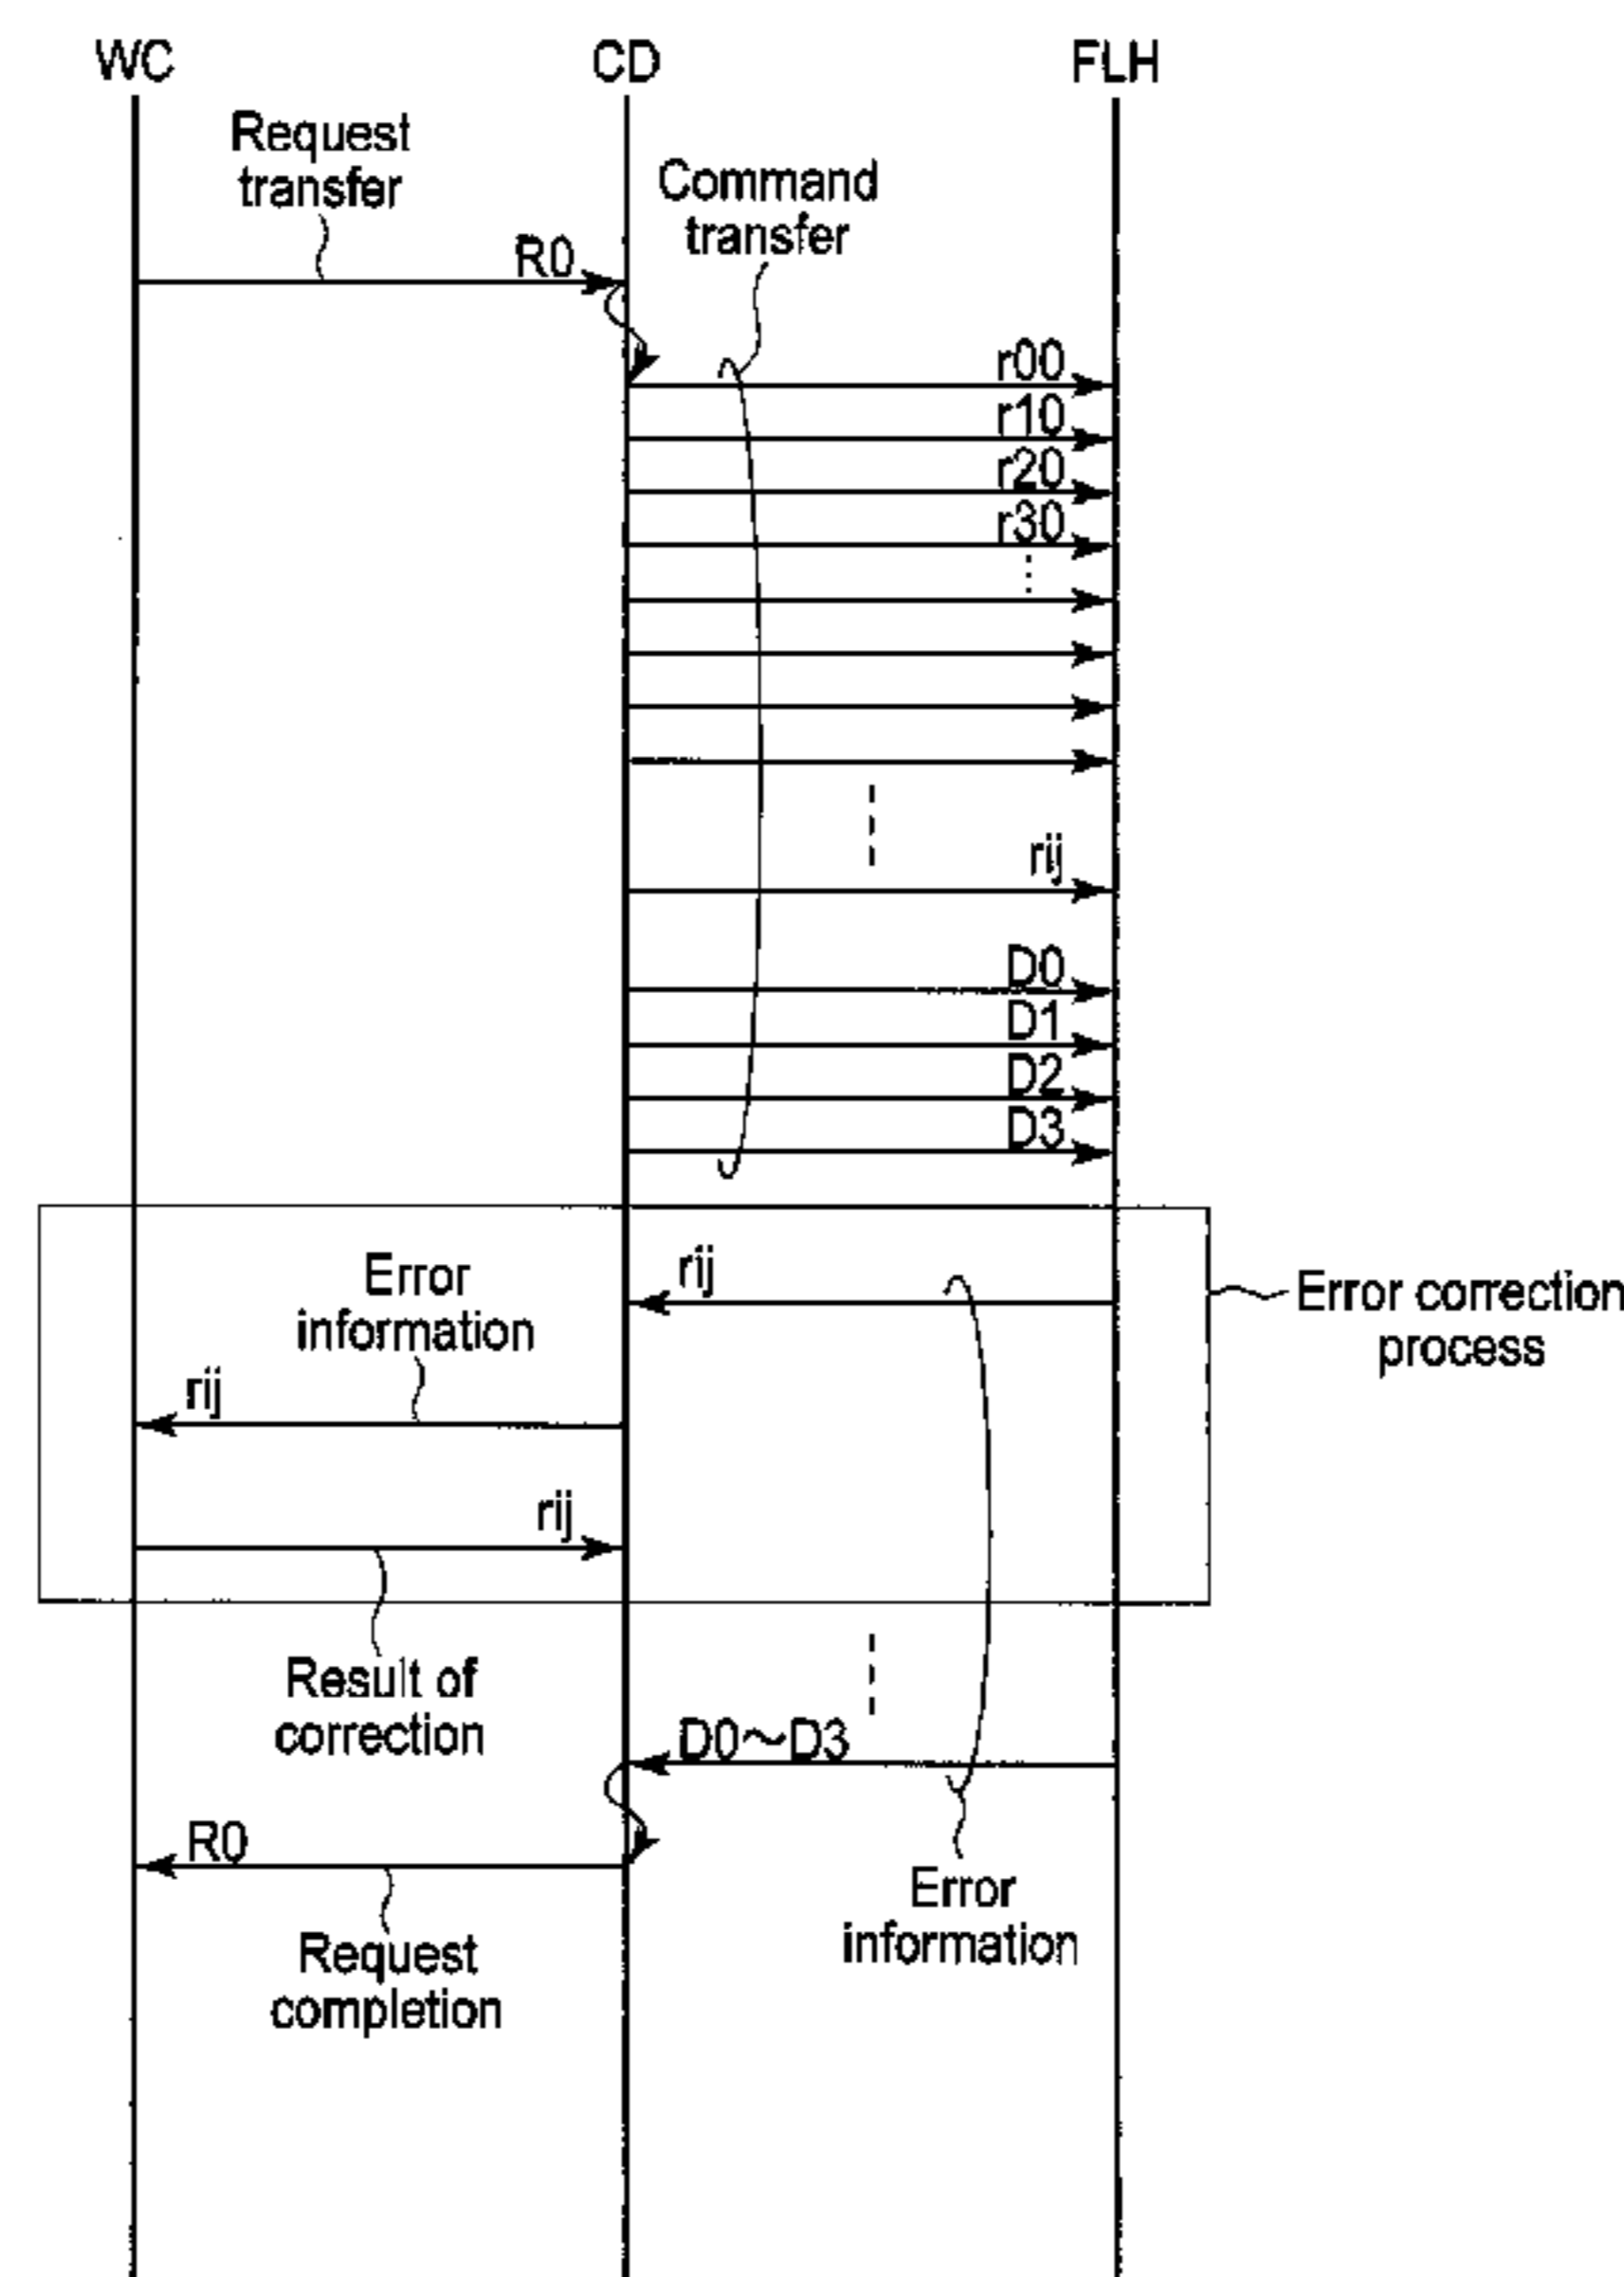 WC
CD
FLH
Request
transfer
Command
transfer
R0
r00
r10
r20
r30
rij
D0
D1
D2
D3
Error correction
process
rij
Error
information
rij
rij
Result of
correction
D0～D3
R0
Error
information
Request
completion